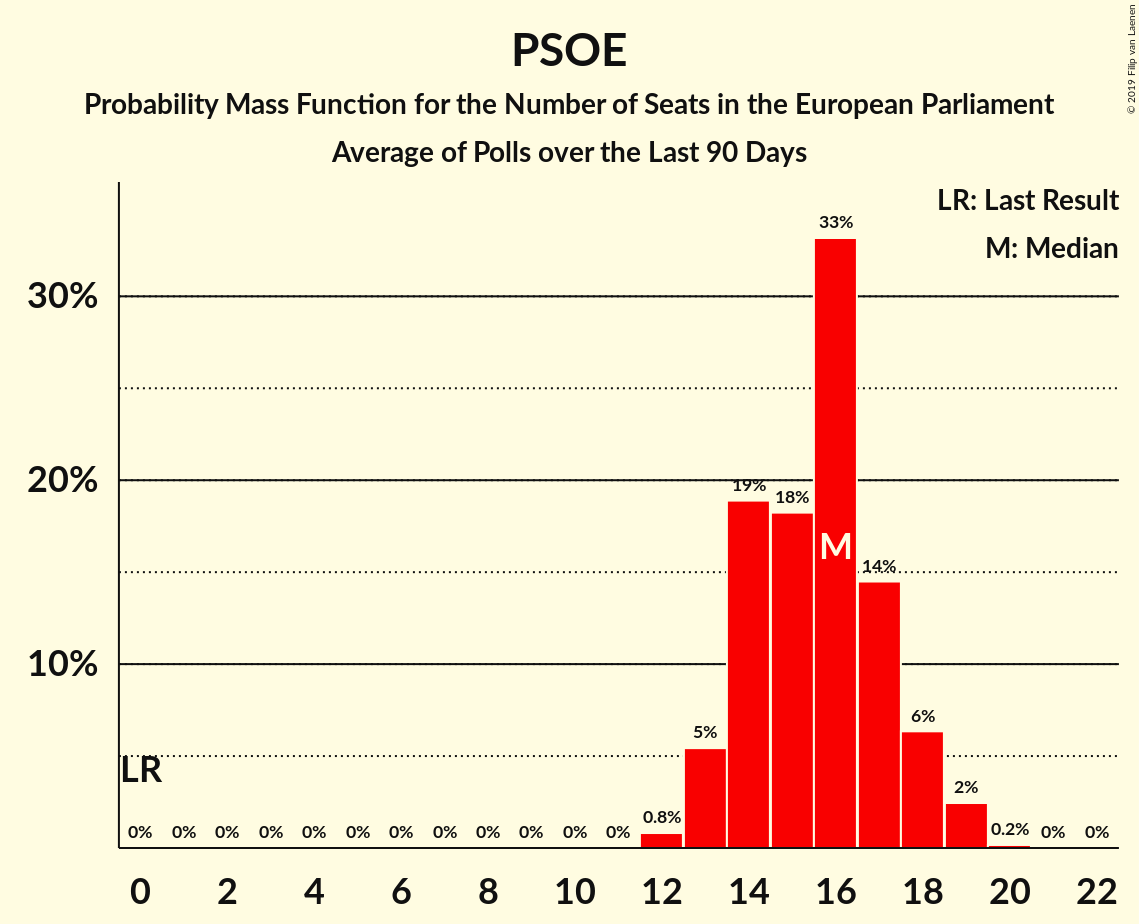 PSOE
Probability Mass Function for the Number of Seats in the European Parliament
Average of Polls over the Last 90 Days
© 2019 Filip van Laenen
LR: Last Result
M: Median
30%
20%
10%
LR
0% 0% 0% 0% 0% 0% 0% 0% 0% 0% 0% 0% 0.8% 5% 19% 18% 33% 14% 6% 2% 0.2% 0% 0%
M
0 2 4 6 8 10 12 14 16 18 20 22